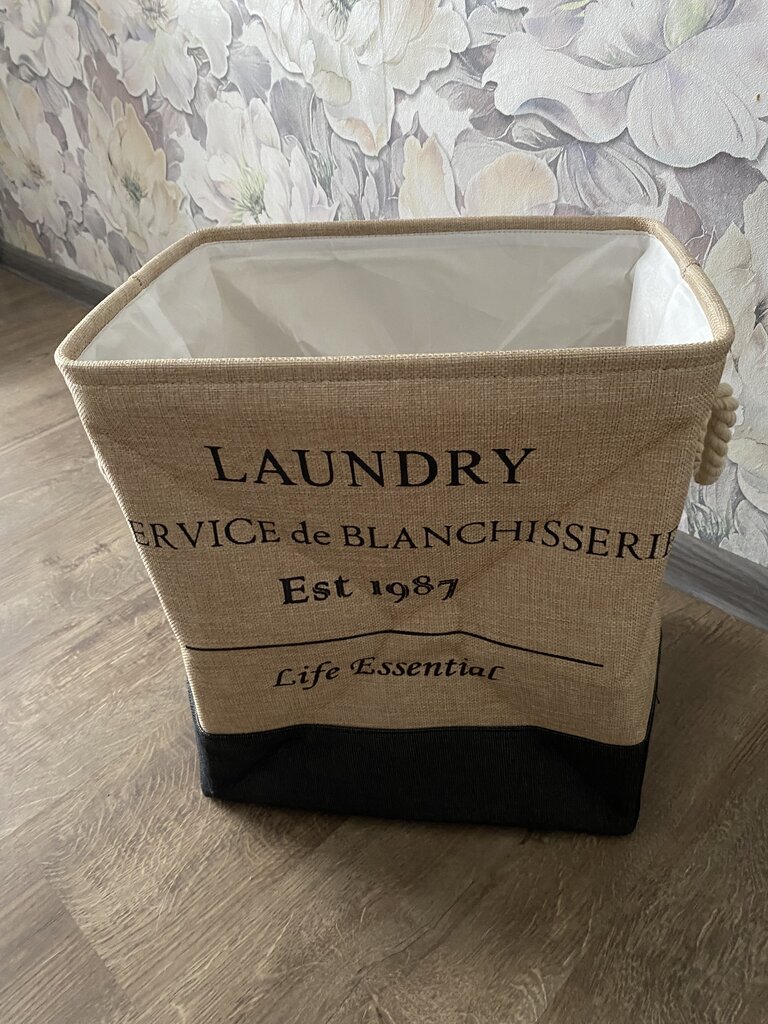 LAUNDRY
ERVICE de BLANCHISSERIE
Est 1987
Life Essential